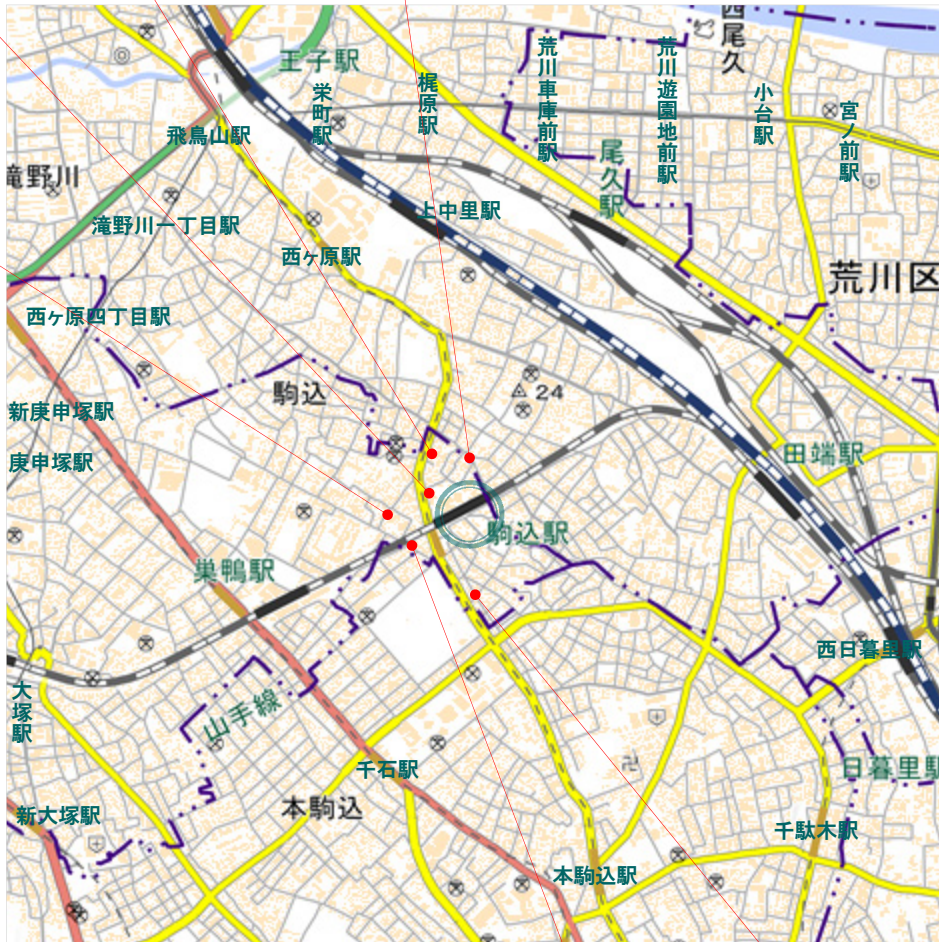 西尾久
王子駅
栄町駅
梶原駅
荒川車庫前駅
荒川遊園地前駅
小台駅
宮ノ前駅
飛鳥山駅
尾久駅
滝野川
滝野川一丁目駅
上中里駅
西ヶ原駅
荒川区
西ヶ原四丁目駅
駒込
24
新庚申塚駅
庚申塚駅
田端駅
駒込駅
巣鴨駅
西日暮里駅
大塚駅
山手線
千石駅
日暮里駅
本駒込
新大塚駅
千駄木駅
本駒込駅